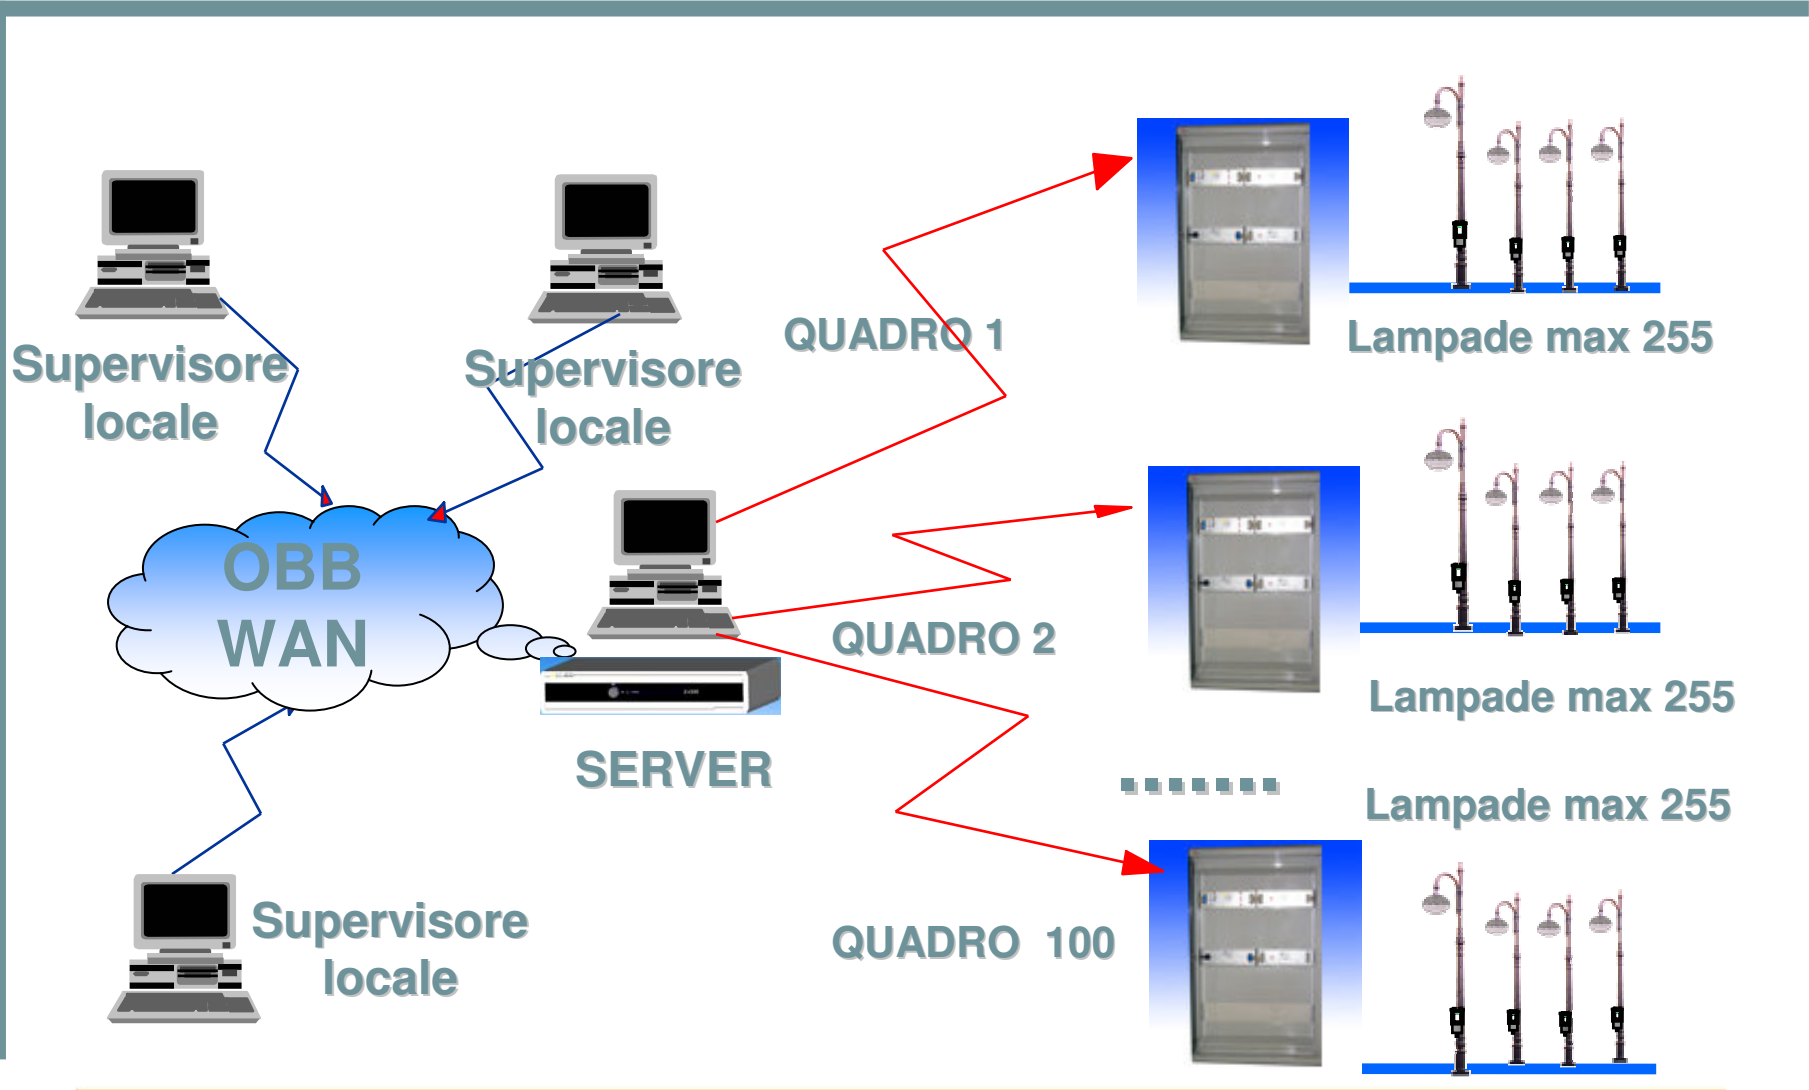 Supervisore
locale
Supervisore
locale
QUADRO 1
Lampade max 255
OBB
WAN
QUADRO 2
Lampade max 255
SERVER
.......
Lampade max 255
Supervisore
locale
QUADRO  100